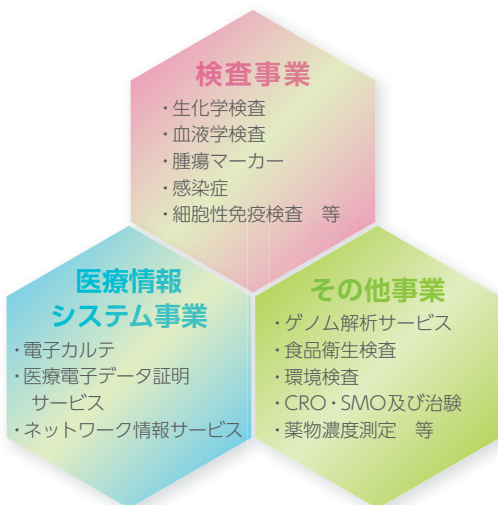 検査事業
・生化学検査
・血液学検査
・腫瘍マーカー
・感染症
・細胞性免疫検査　等
医療情報
システム事業
・電子カルテ
・医療電子データ証明
サービス
・ネットワーク情報サービス
その他事業
・ゲノム解析サービス
・食品衛生検査
・環境検査
・CRO・SMO及び治験
・薬物濃度測定　等